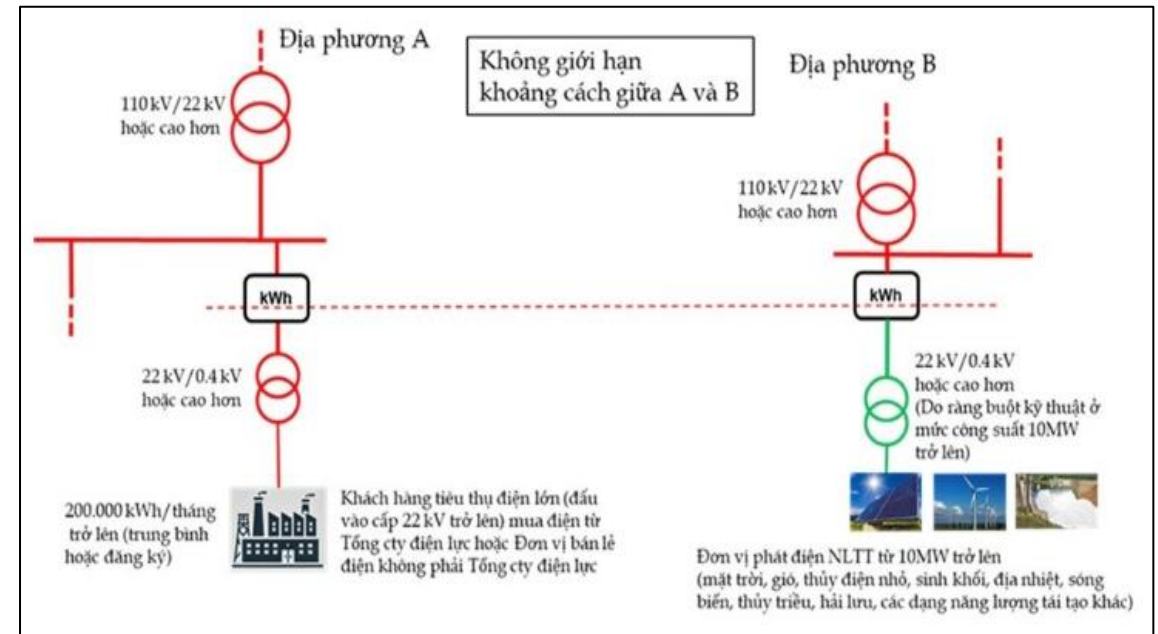 Địa phương A
Không giới hạn
khoảng cách giữa A và B
Địa phương B
110 kV/22 kV
hoặc cao hơn
110 kV/22 kV
hoặc cao hơn
kWh
kWh
22 kV/0.4 kV
hoặc cao hơn
22 kV/0.4 kV
hoặc cao hơn
(Do ràng buột kỹ thuật ở
mức công suất 10MW
trở lên)
200.000 kWh/tháng
trở lên (trung bình
hoặc đăng ký)
Khách hàng tiêu thụ điện lớn (đấu
vào cấp 22 kV trở lên) mua điện từ
Tổng cty điện lực hoặc Đơn vị bán lẻ
điện không phải Tổng cty điện lực
Đơn vị phát điện NLTT từ 10MW trở lên
(mặt trời, gió, thủy điện nhỏ, sinh khối, địa nhiệt, sóng
biến, thủy triều, hải lưu, các dạng năng lượng tái tạo khác)